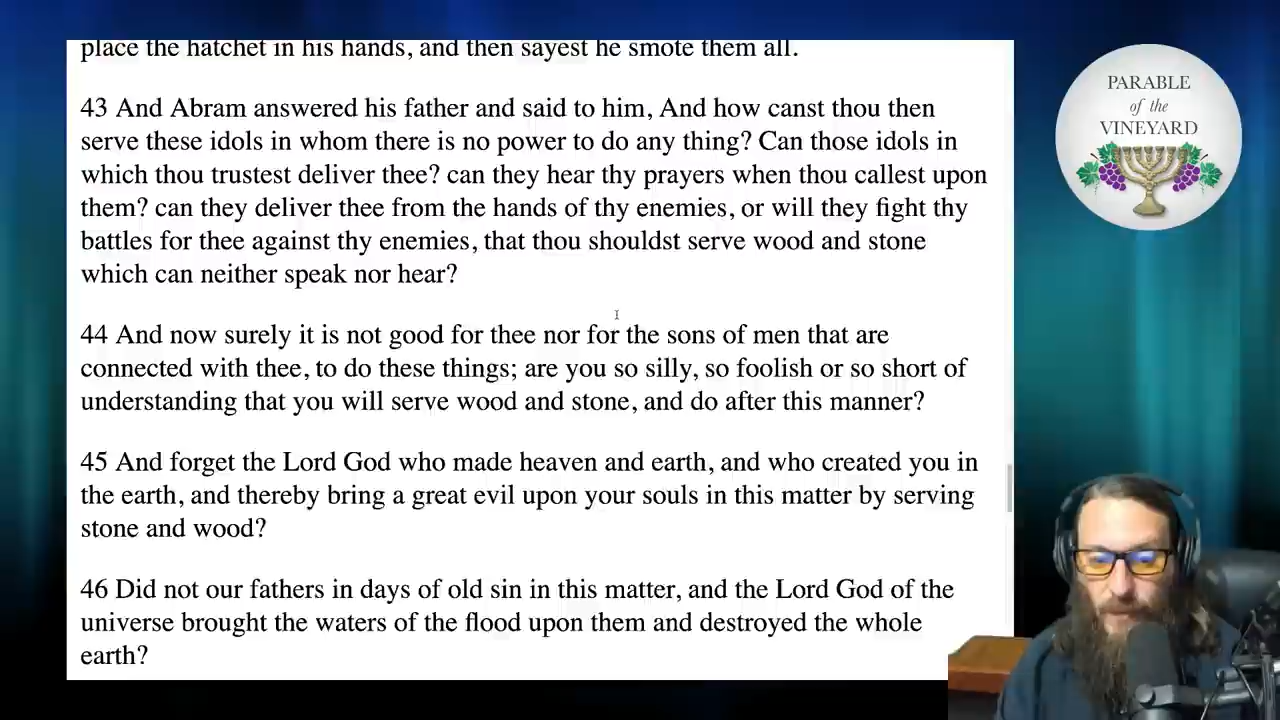 place the hatchet in his hands, and then sayest he smote them all.
43 And Abram answered his father and said to him, And how canst thou then
serve these idols in whom there is no power to do any thing? Can those idols in
which thou trustest deliver thee? can they hear thy prayers when thou callest upon
them? can they deliver thee from the hands of thy enemies, or will they fight thy
battles for thee against thy enemies, that thou shouldst serve wood and stone
which can neither speak nor hear?
44 And now surely it is not good for thee nor for the sons of men that are
connected with thee, to do these things; are you so silly, so foolish or so short of
understanding that you will serve wood and stone, and do after this manner?
45 And forget the Lord God who made heaven and earth, and who created you in
the earth, and thereby bring a great evil upon your souls in this matter by serving
stone and wood?
46 Did not our fathers in days of old sin in this matter, and the Lord God of the
universe brought the waters of the flood upon them and destroyed the whole
earth?
PARABLE
of the
VINEYARD